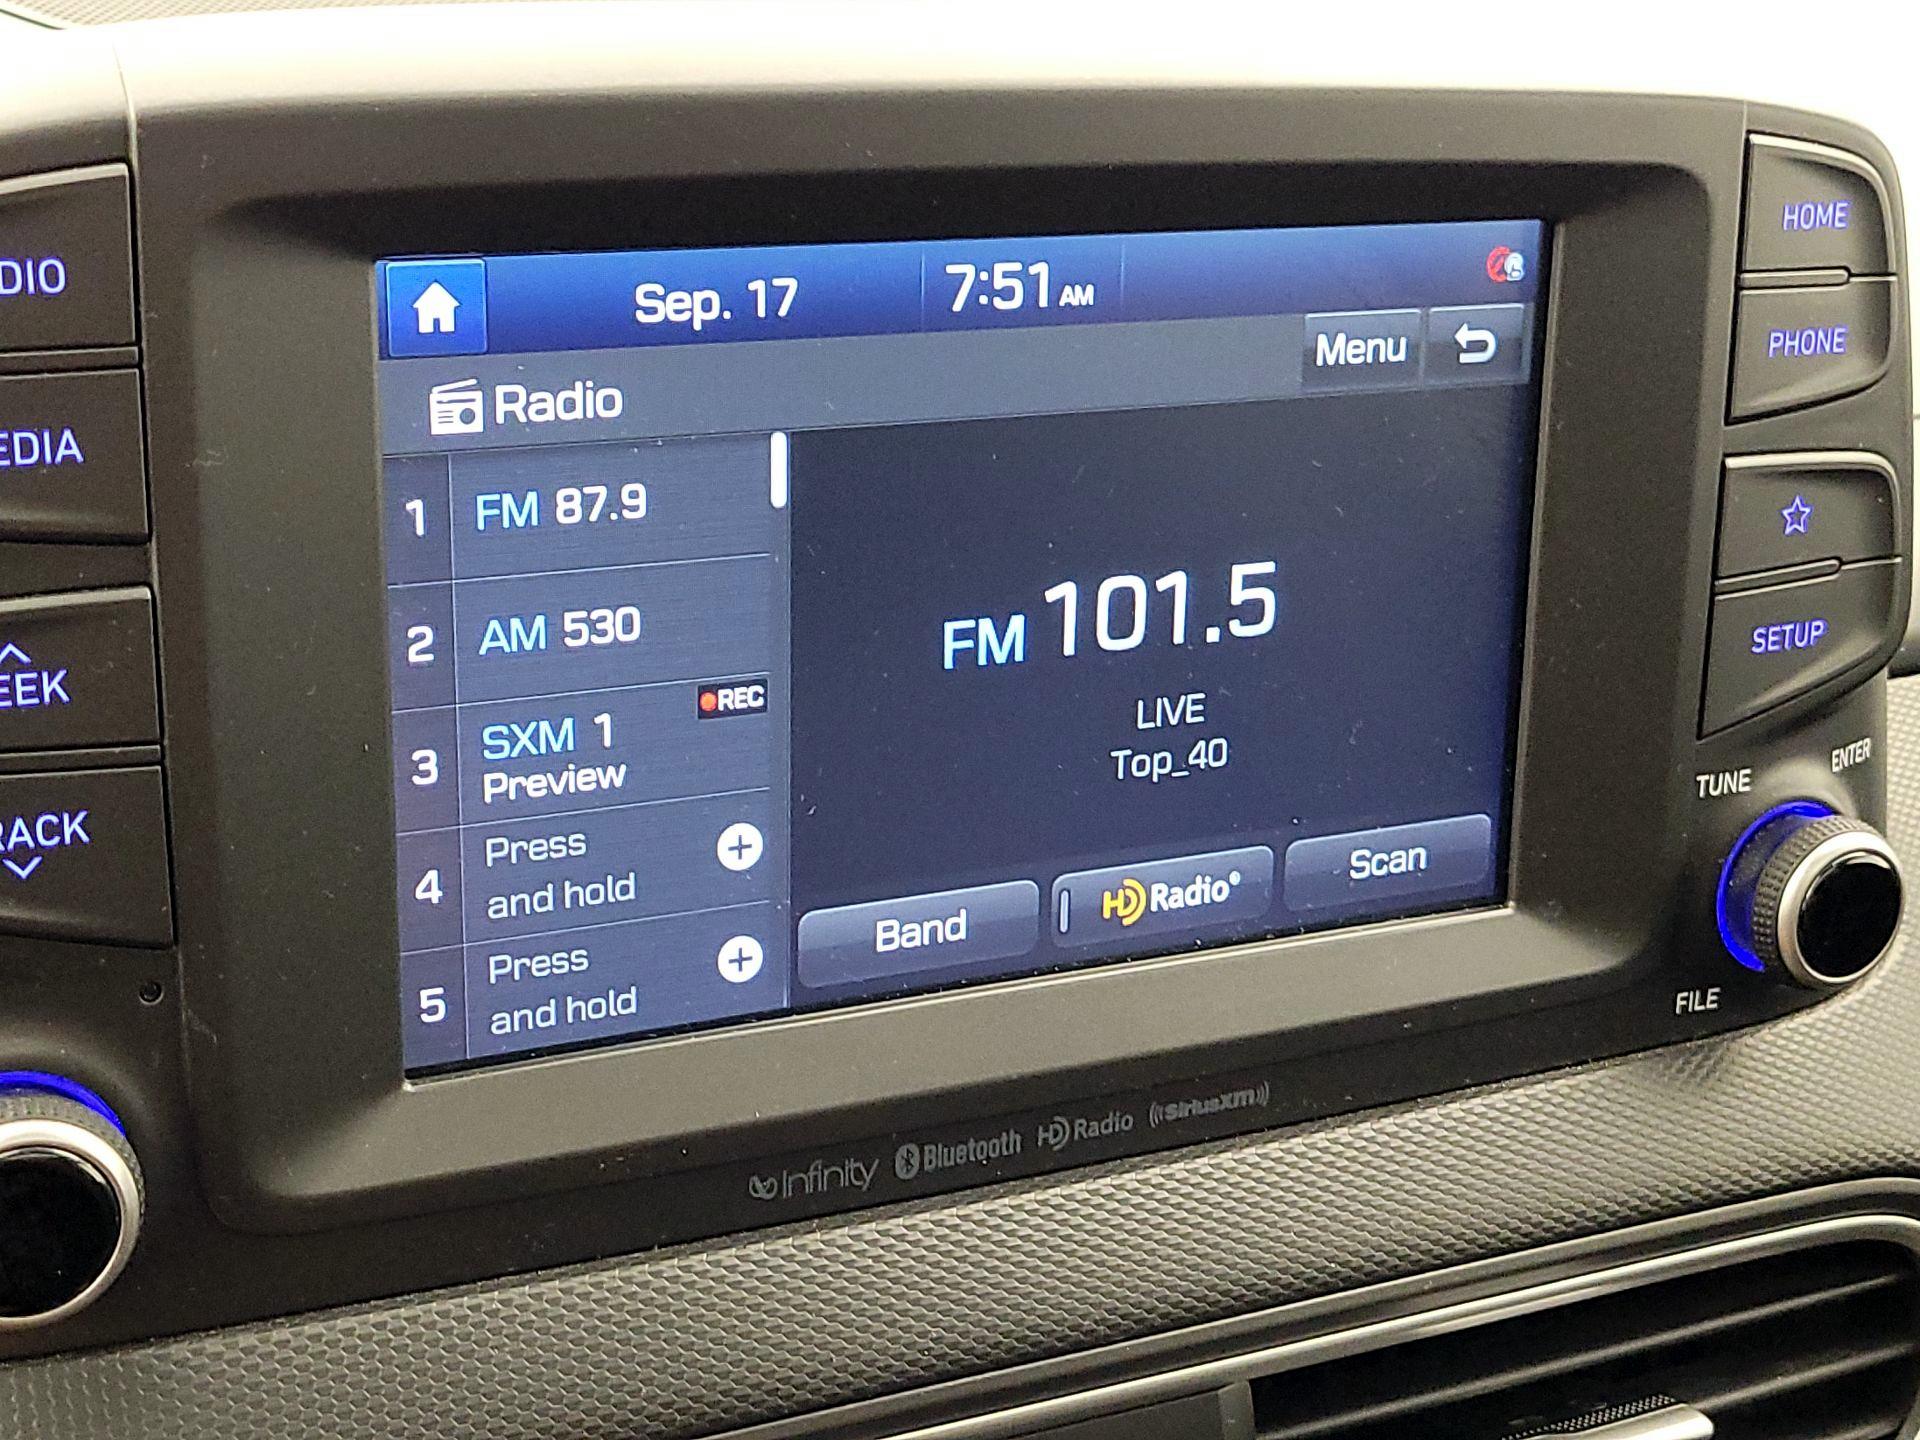 DIO
EDIA
EEK
RACK
Sep. 17
7:51 AM
Menu
Radio
1 FM 87.9
2 AM 530
REC
3 SXM 1
Preview
4 Press
and hold
5 Press
and hold
FM 101.5
LIVE
Top_40
Band
HD Radio®
Scan
HOME
PHONE
SETUP
TUNE
ENTER
FILE
Infinity Bluetooth HD Radio ((SiriusXM))